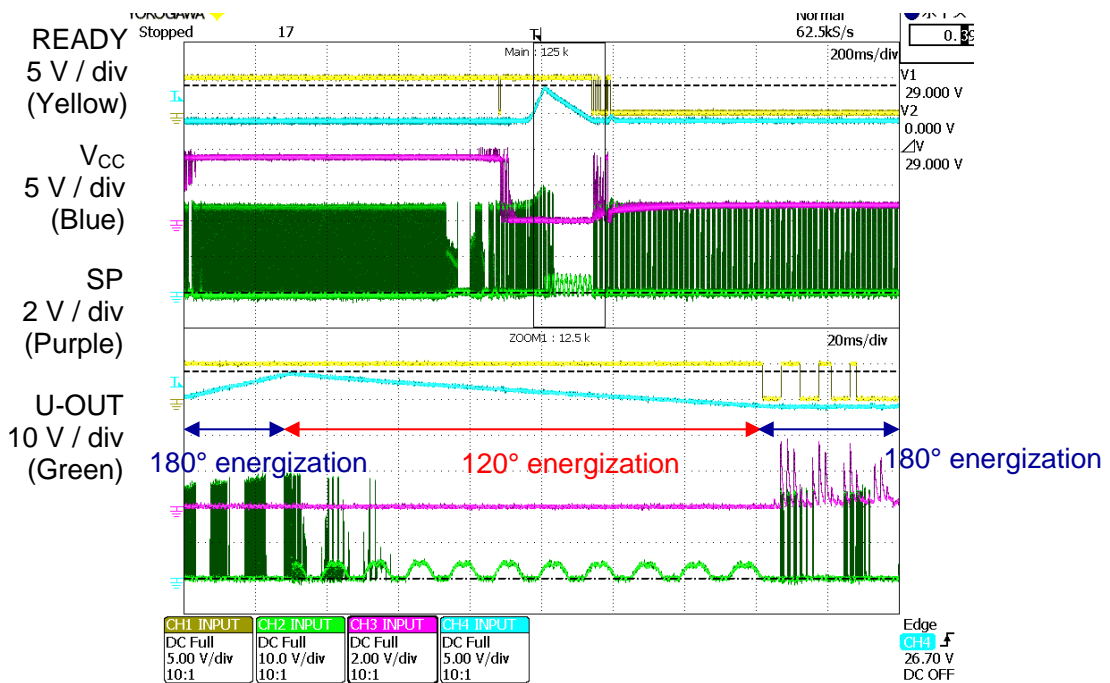 YOKOGAWA
Stopped
17
Normal
62.5kS/s
Main : 125 k
200ms/div
READY
5 V / div
(Yellow)
V1
29.000 V
V2
0.000 V
⊿V
29.000 V
VCC
5 V / div
(Blue)
SP
2 V / div
(Purple)
U-OUT
10 V / div
(Green)
ZOOM1 : 12.5 k
20ms/div
180° energization
120° energization
180° energization
CH1 INPUT
DC Full
5.00 V/div
10:1
CH2 INPUT
DC Full
10.0 V/div
10:1
CH3 INPUT
DC Full
2.00 V/div
10:1
CH4 INPUT
DC Full
5.00 V/div
10:1
Edge
CH4
26.70 V
DC OFF